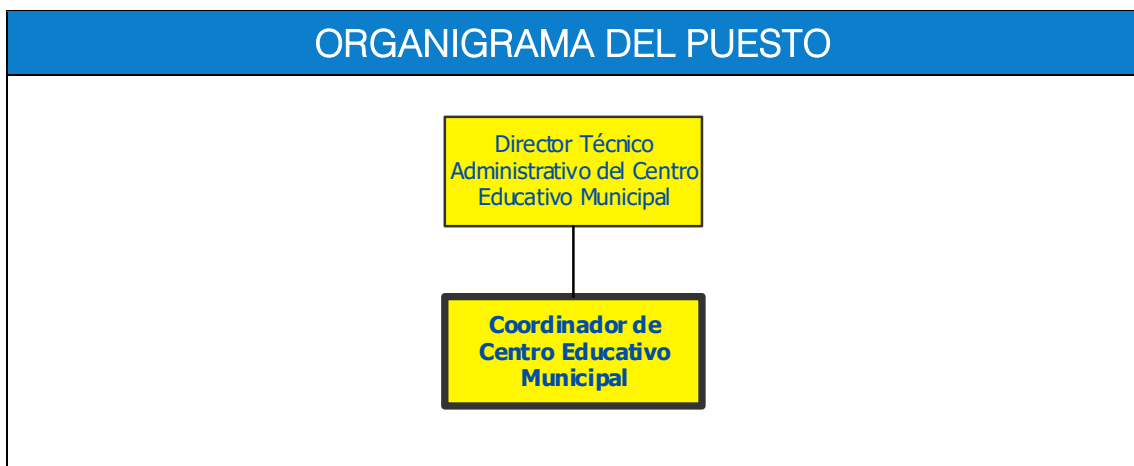 ORGANIGRAMA DEL PUESTO
Director Técnico
Administrativo del Centro
Educativo Municipal
Coordinador de
Centro Educativo
Municipal